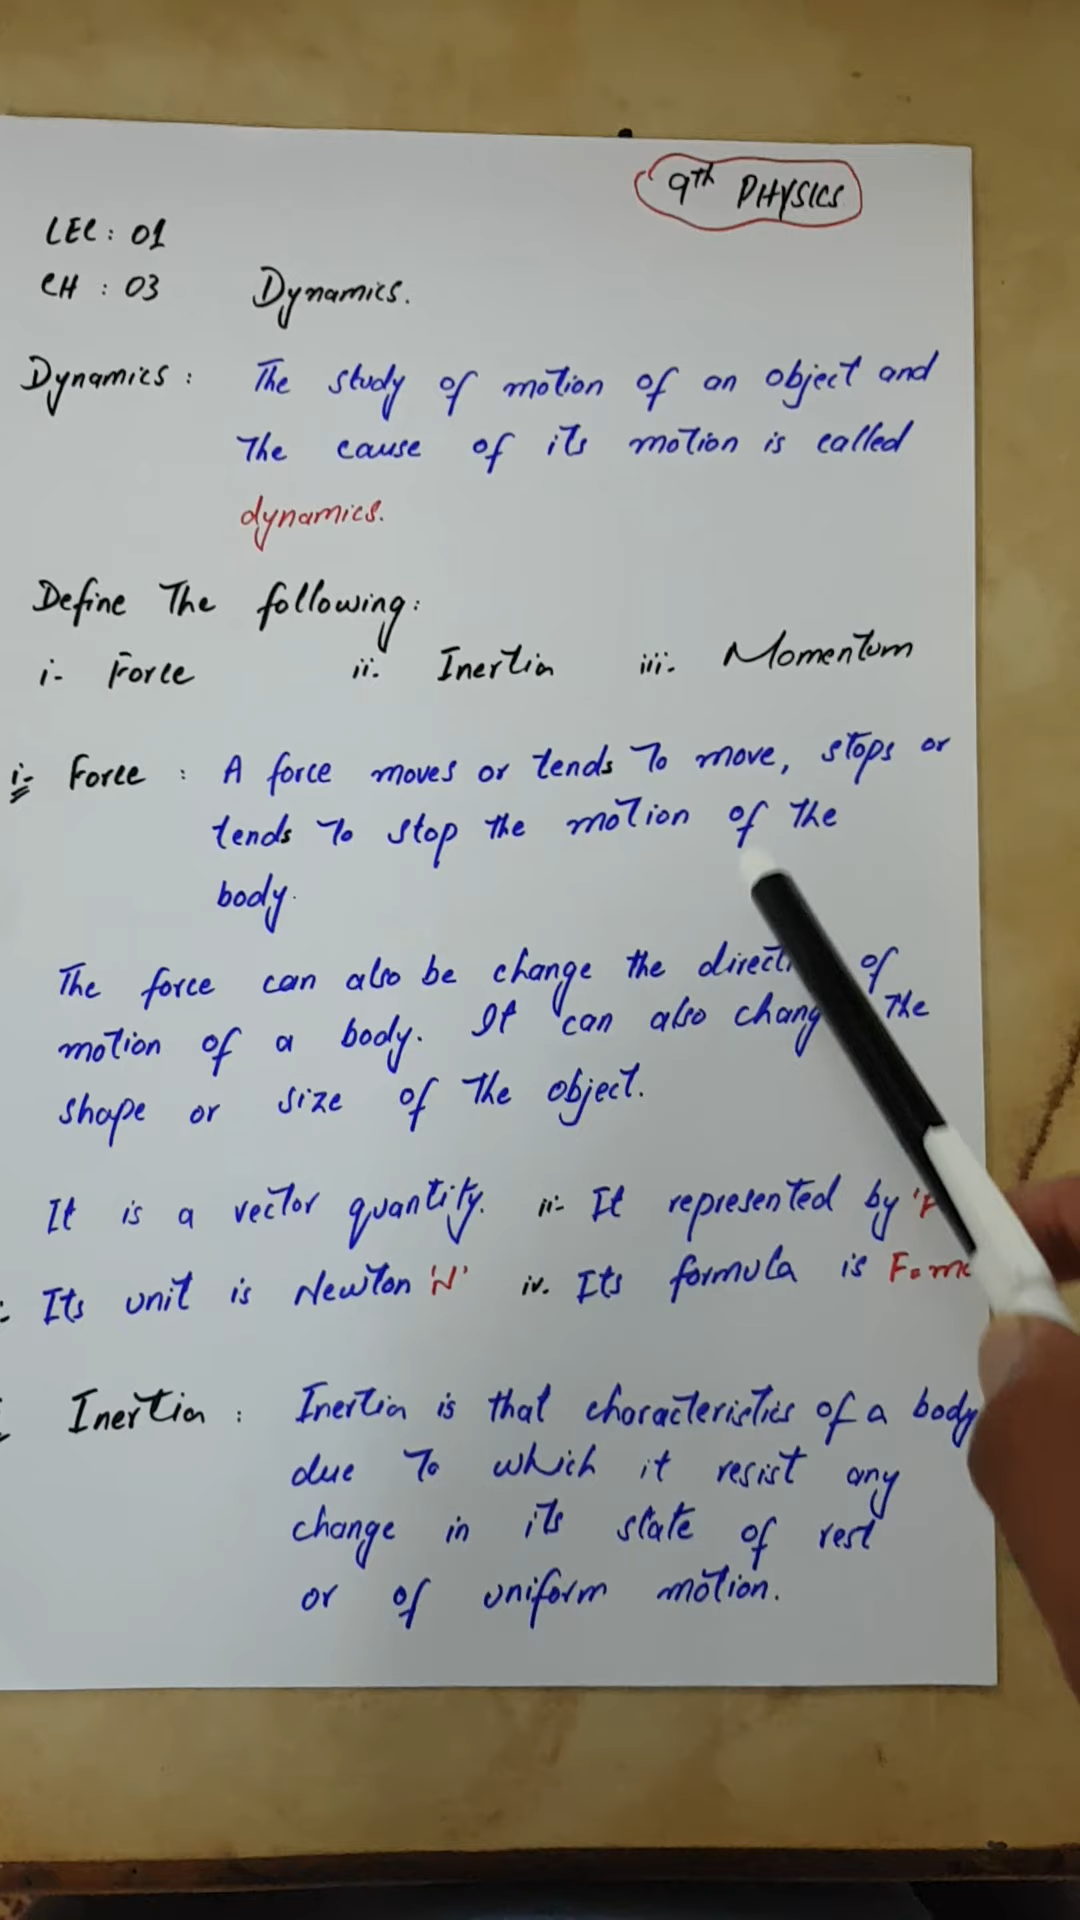 9th PHYSICS
LEC: 01
CH : 03 Dynamics.
Dynamics: The study of motion of an object and
The cause of its motion is called
dynamics.
Define The following:
i- Force ii- Inertia iii- Momentum
i- Force : A force moves or tends To move, stops or
tends To stop the motion of the
body.
The force can also be change the of
motion of a body. It can also the
shape or size of the object.
It is a vector quantity. ii- It represented by
Its unit is Newton 'N' iv. Its formula is
Inertia : Inertia is that characteristics of a body
due To which it resist any
change in its state of rest
or of uniform motion.